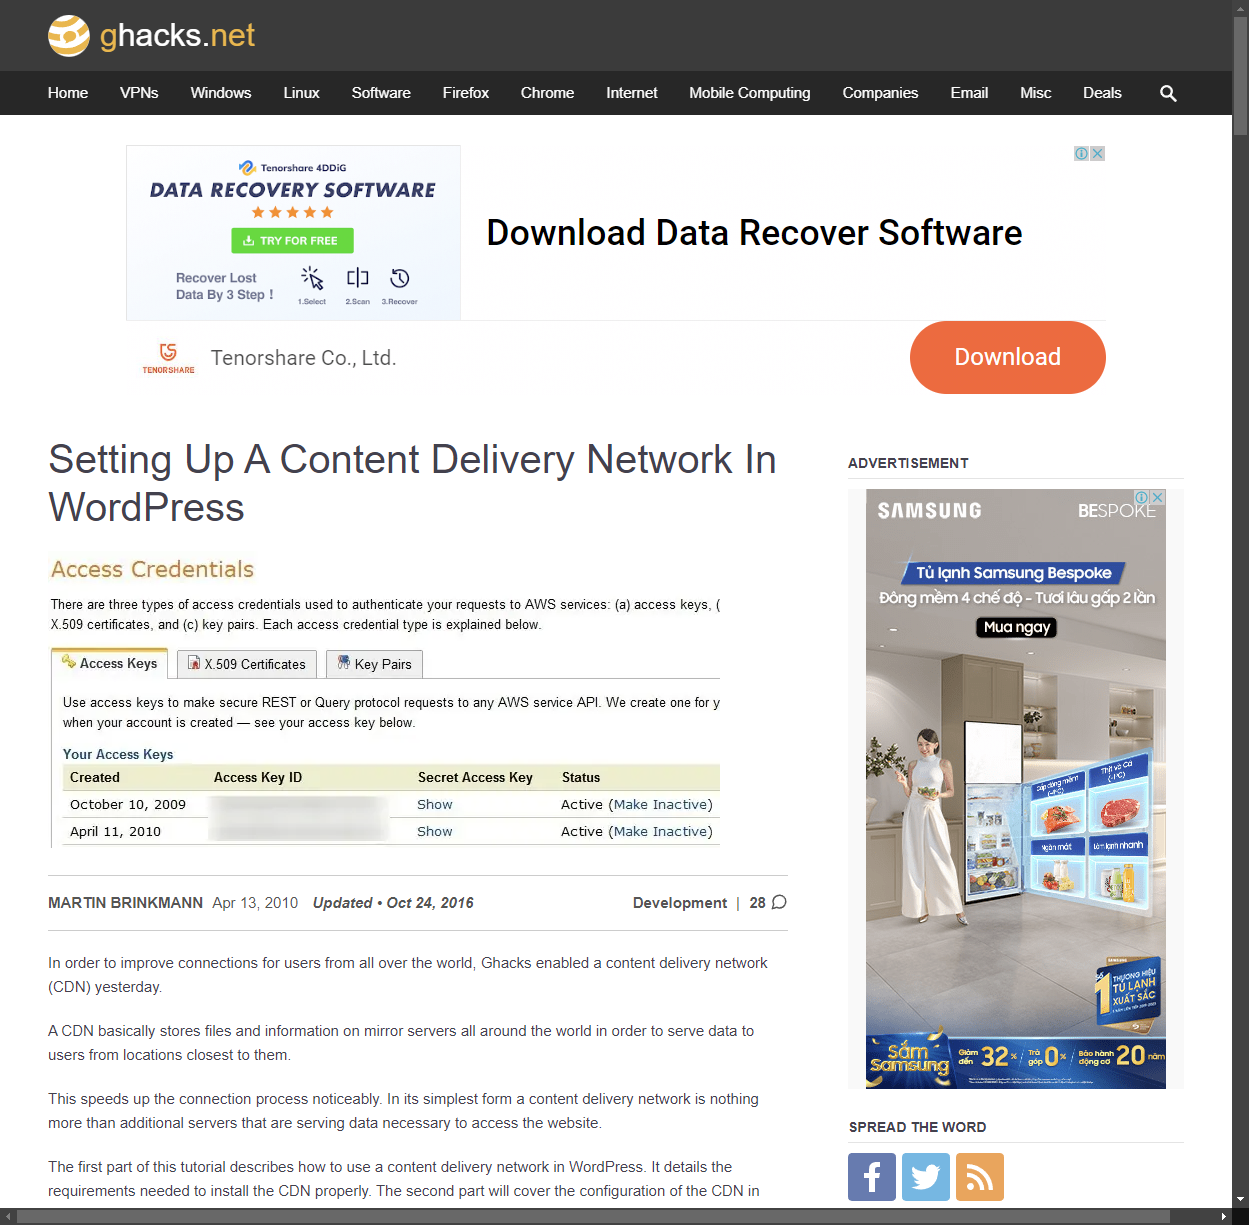 ghacks.net
Home VPNs Windows Linux Software Firefox Chrome Internet Mobile Computing Companies Email Misc Deals
Tenorshare 4DDiG
DATA RECOVERY SOFTWARE
TRY FOR FREE
Recover Lost
Data By 3 Step !
1.Select 2.Scan 3.Recover
Download Data Recover Software
TENORSHARE
Tenorshare Co., Ltd.
Download
Setting Up A Content Delivery Network In
WordPress
Access Credentials
There are three types of access credentials used to authenticate your requests to AWS services: (a) access keys, (
X.509 certificates, and (c) key pairs. Each access credential type is explained below.
Access Keys X.509 Certificates Key Pairs
Use access keys to make secure REST or Query protocol requests to any AWS service API. We create one for y
when your account is created — see your access key below.
Your Access Keys
Created Access Key ID Secret Access Key Status
October 10, 2009 Show Active (Make Inactive)
April 11, 2010 Show Active (Make Inactive)
MARTIN BRINKMANN Apr 13, 2010 Updated • Oct 24, 2016 Development | 28
In order to improve connections for users from all over the world, Ghacks enabled a content delivery network
(CDN) yesterday.
A CDN basically stores files and information on mirror servers all around the world in order to serve data to
users from locations closest to them.
This speeds up the connection process noticeably. In its simplest form a content delivery network is nothing
more than additional servers that are serving data necessary to access the website.
The first part of this tutorial describes how to use a content delivery network in WordPress. It details the
requirements needed to install the CDN properly. The second part will cover the configuration of the CDN in
ADVERTISEMENT
SAMSUNG BESPOKE
Tủ lạnh Samsung Bespoke
Đông mềm 4 chế độ - Tươi lâu gấp 2 lần
Mua ngay
Cấp đông mềm
(-1°C)
Thịt và Cá
Ngăn mát
Làm lạnh nhanh
SAMSUNG
SỐ 1
THƯƠNG HIỆU
TỦ LẠNH
XUẤT SẮC
Sắm
Samsung
Giảm đến 32% / Trả góp 0% / Bảo hành động cơ 20 năm
SPREAD THE WORD